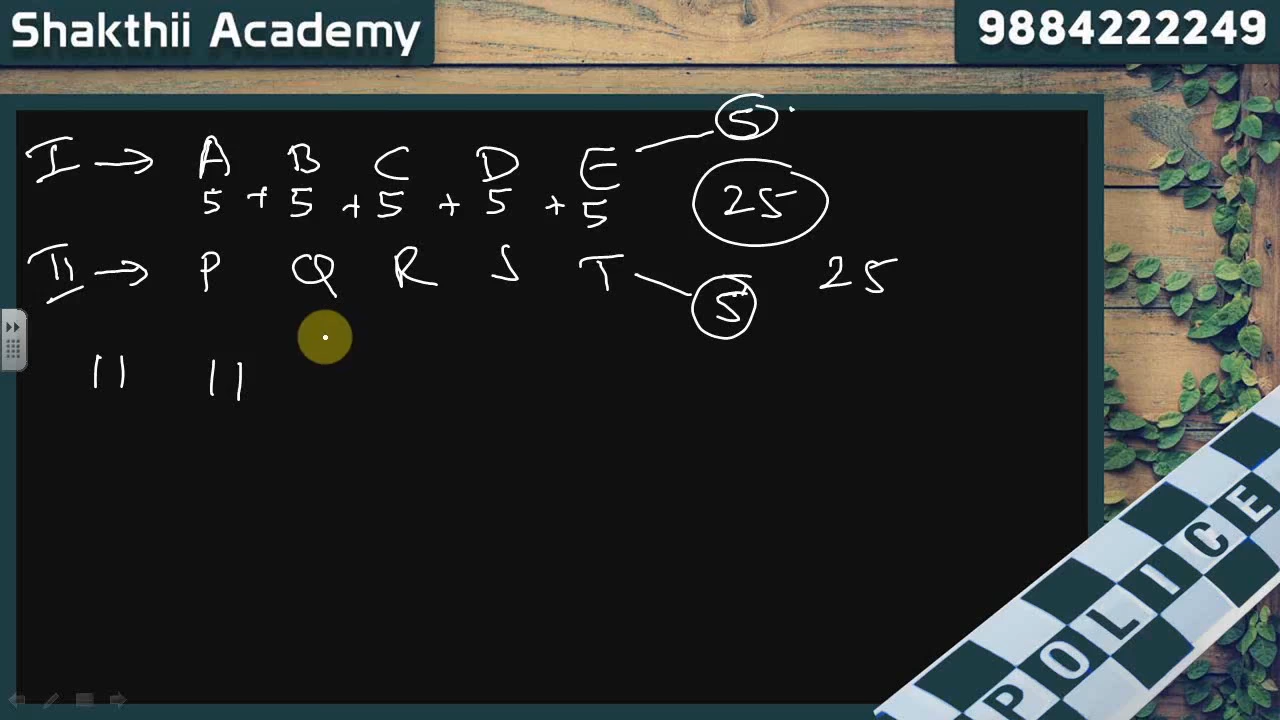 Shakthii Academy
9884222249
5
I → A B C D E
5 + 5 + 5 + 5 + 5
25
II → P Q R S T
5
25
11 11
POLICE